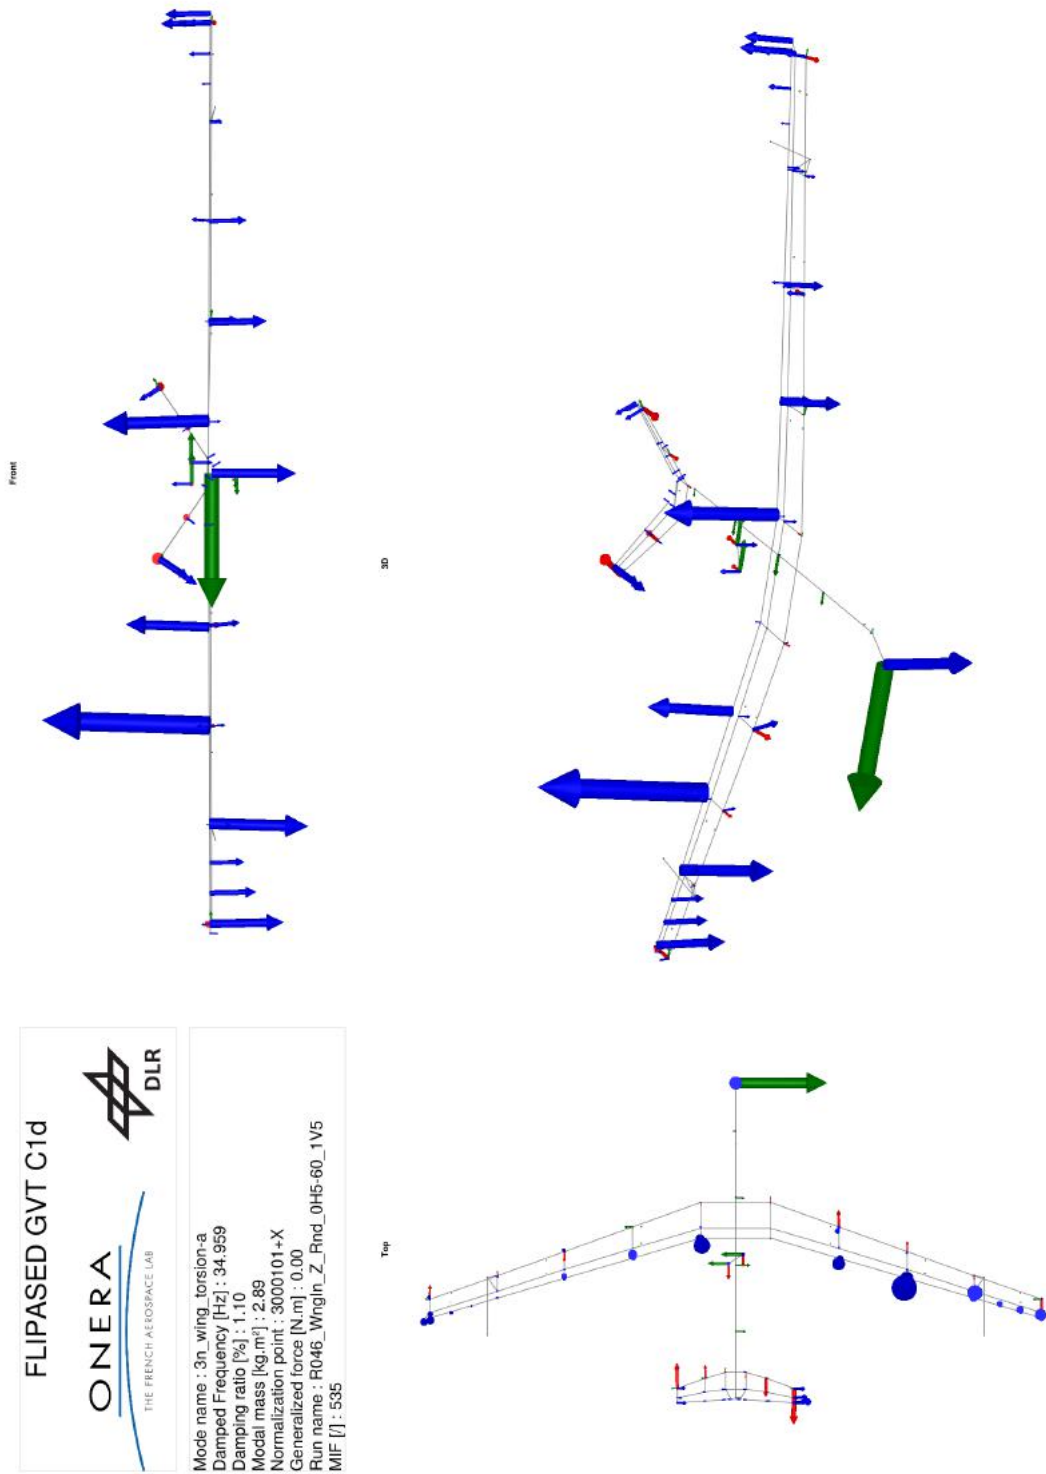 FLIPASED GVT C1d
ONERA
THE FRENCH AEROSPACE LAB
DLR
Mode name : 3n_wing_torsion-a
Damped Frequency [Hz] : 34.959
Damping ratio [%] : 1.10
Modal mass [kg.m²] : 2.89
Normalization point : 3000101+X
Generalized force [N.m] : 0.00
Run name : R046_WngIn_Z_Rnd_0H5-60_1V5
MIF [/] : 535
Front
3D
Top